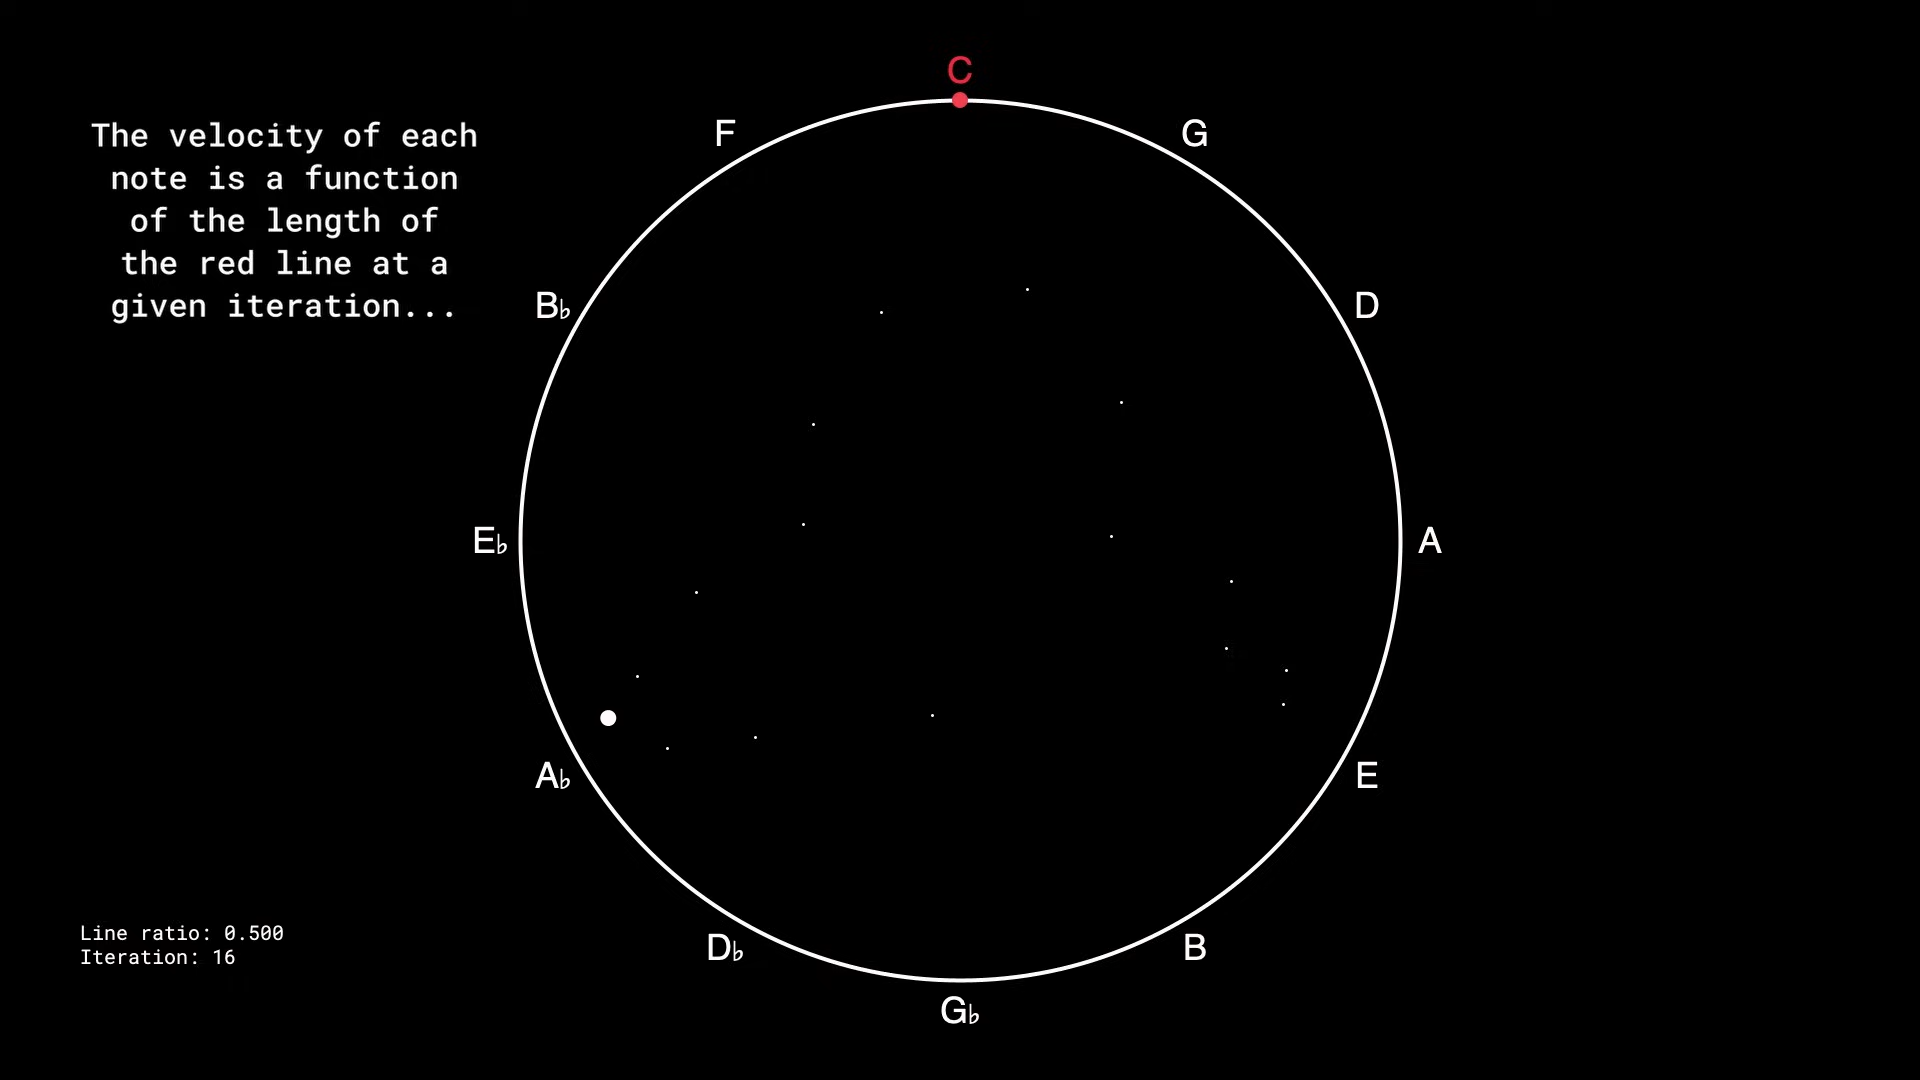 The velocity of each
note is a function
of the length of
the red line at a
given iteration...
C
F
G
B♭
D
E♭
A
A♭
E
D♭
B
G♭
Line ratio: 0.500
Iteration: 16